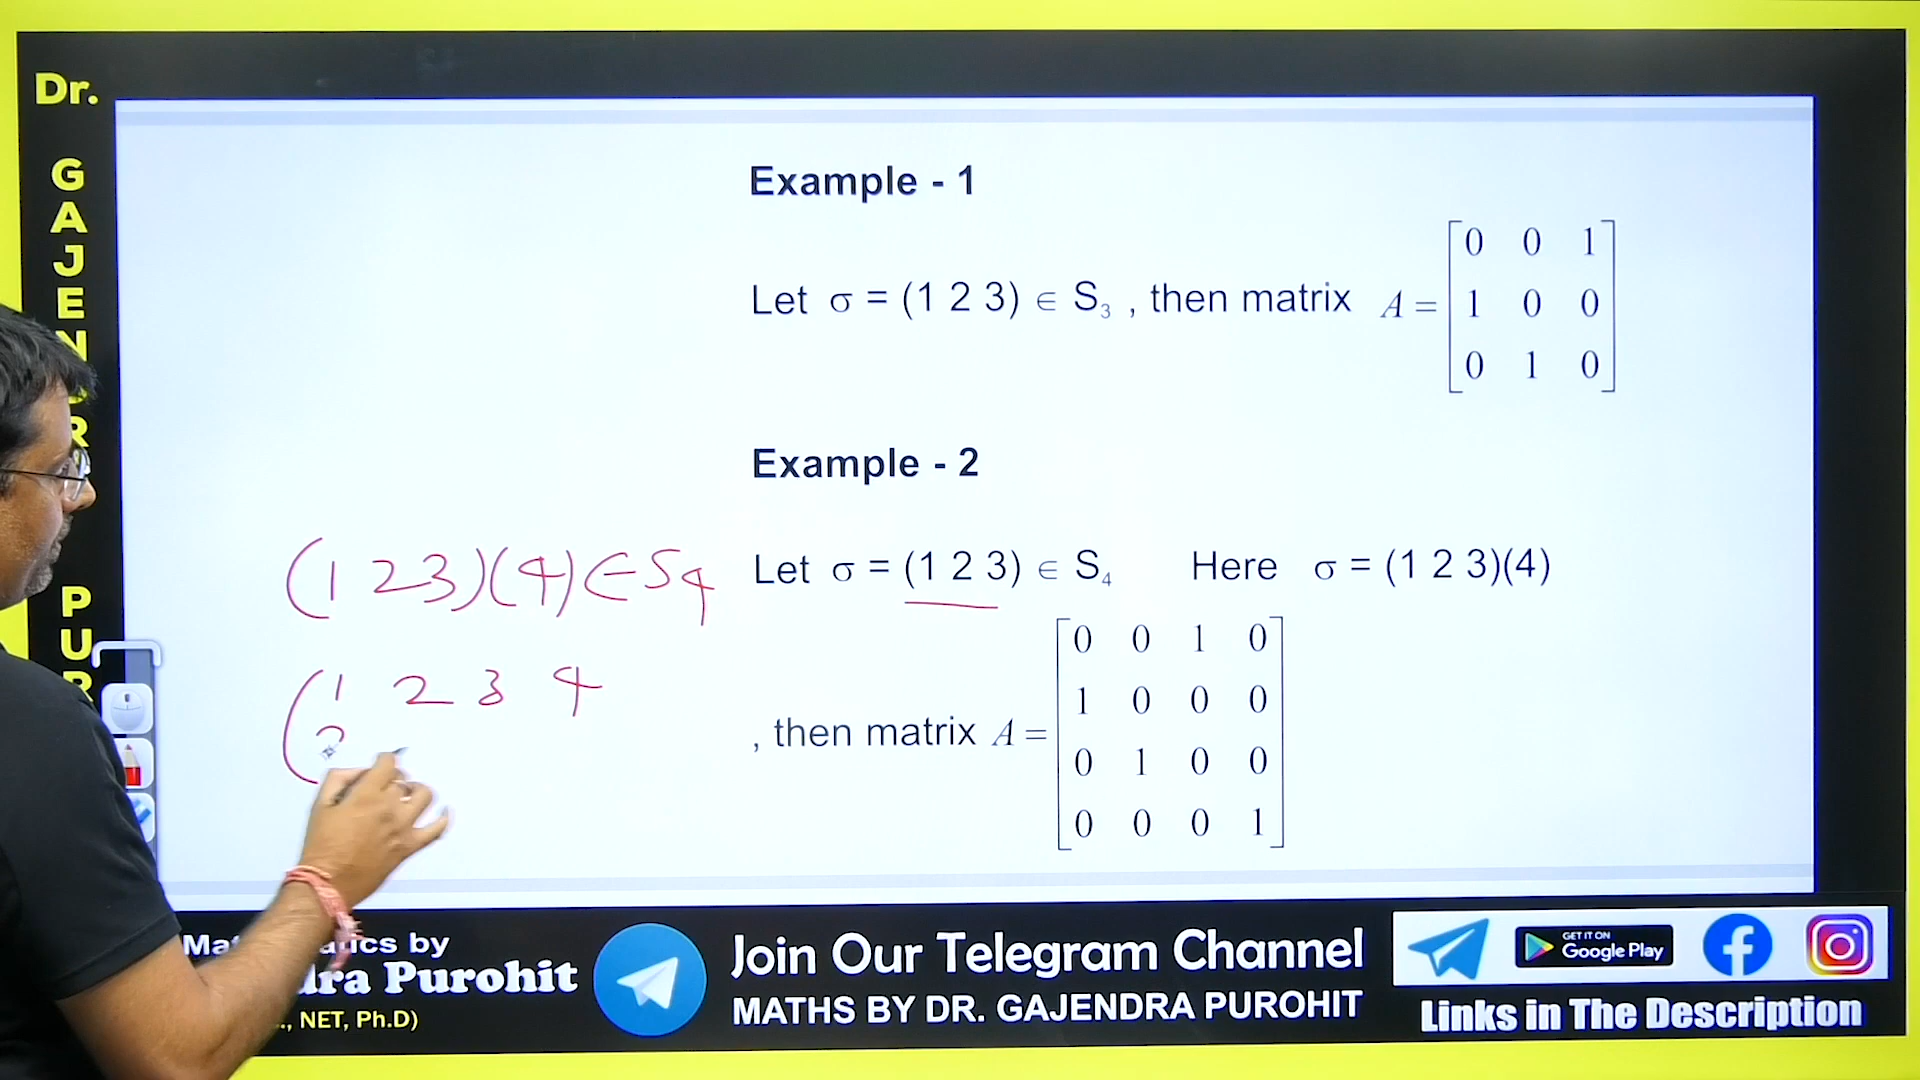 Dr.
G
A
J
E
N
R
P
U
R
Example - 1
Let σ = (1 2 3) ∈ S₃ , then matrix A = [0 0 1
1 0 0
0 1 0]
Example - 2
(1 2 3)(4) ∈ S₄
Let σ = (1 2 3) ∈ S₄ Here σ = (1 2 3)(4)
(1 2 3 4
2
, then matrix A = [0 0 1 0
1 0 0 0
0 1 0 0
0 0 0 1]
by
Purohit
NET, Ph.D)
Join Our Telegram Channel
MATHS BY DR. GAJENDRA PUROHIT
GET IT ON
Google Play
Links in The Description